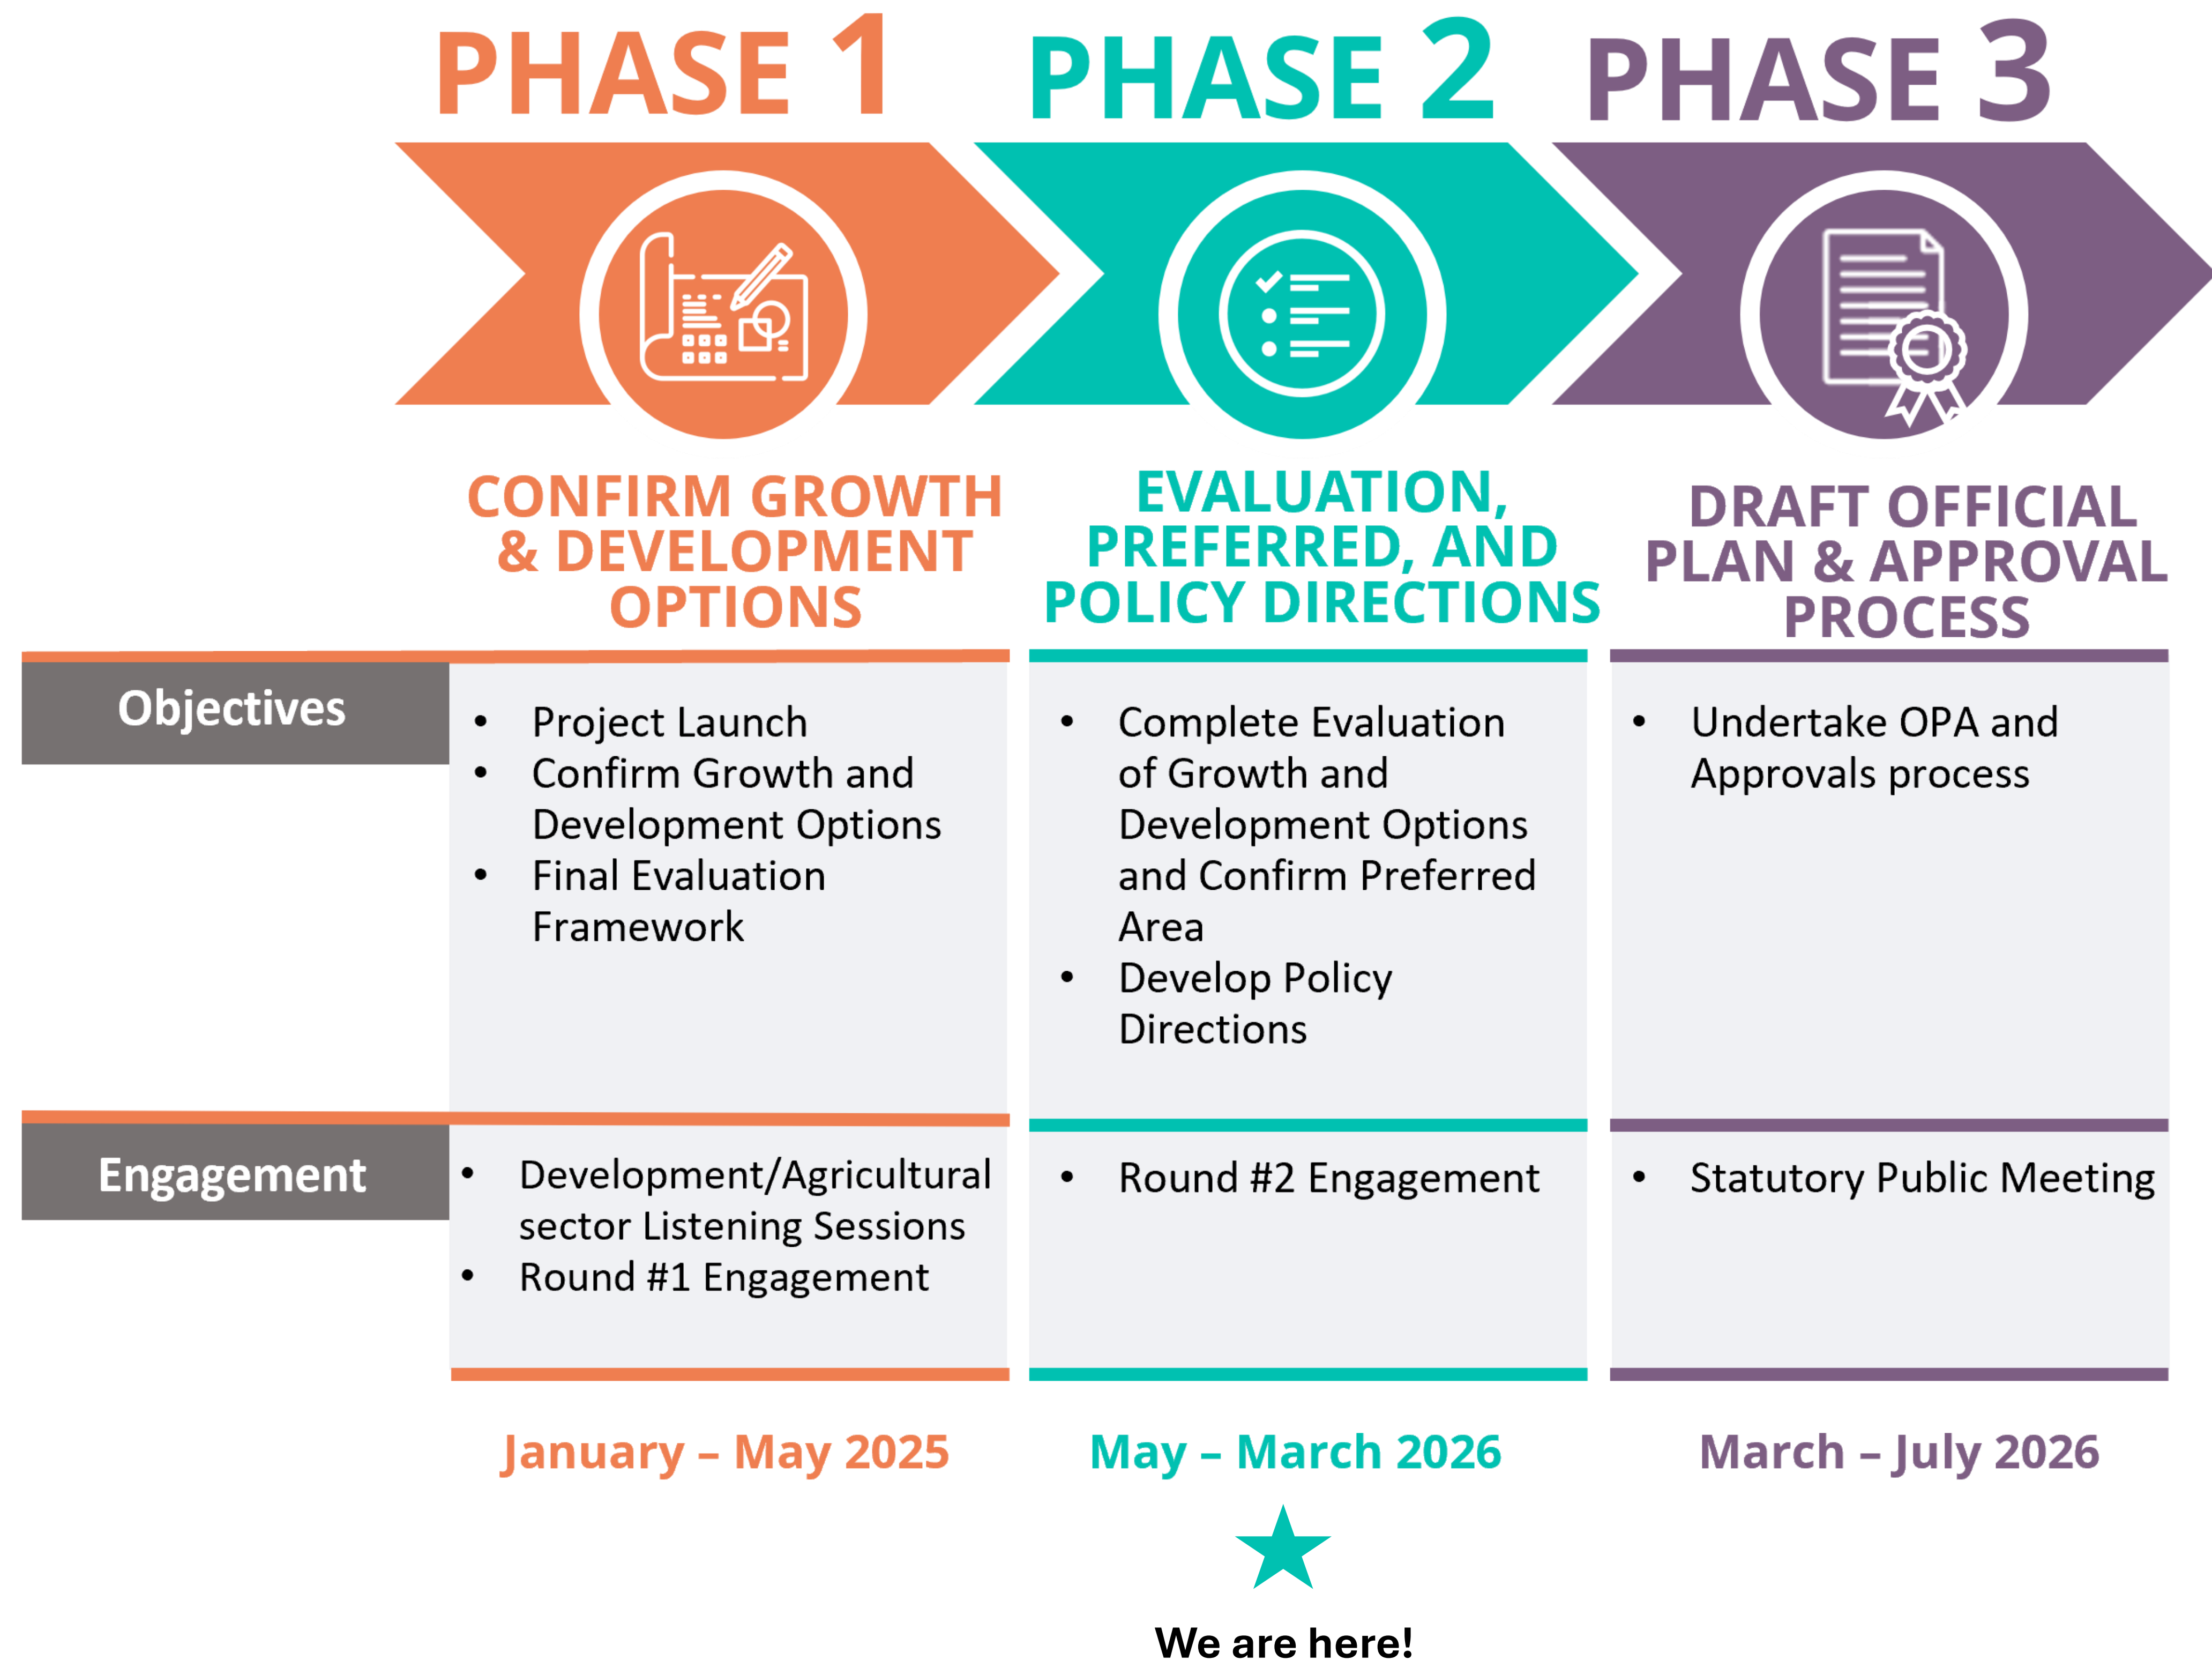 PHASE 1
PHASE 2
PHASE 3
CONFIRM GROWTH
& DEVELOPMENT
OPTIONS
EVALUATION,
PREFERRED, AND
POLICY DIRECTIONS
DRAFT OFFICIAL
PLAN & APPROVAL
PROCESS
Objectives
• Project Launch
• Confirm Growth and
Development Options
• Final Evaluation
Framework
• Complete Evaluation
of Growth and
Development Options
and Confirm Preferred
Area
• Develop Policy
Directions
• Undertake OPA and
Approvals process
Engagement
• Development/Agricultural
sector Listening Sessions
• Round #1 Engagement
• Round #2 Engagement
• Statutory Public Meeting
January – May 2025
May – March 2026
March – July 2026
We are here!